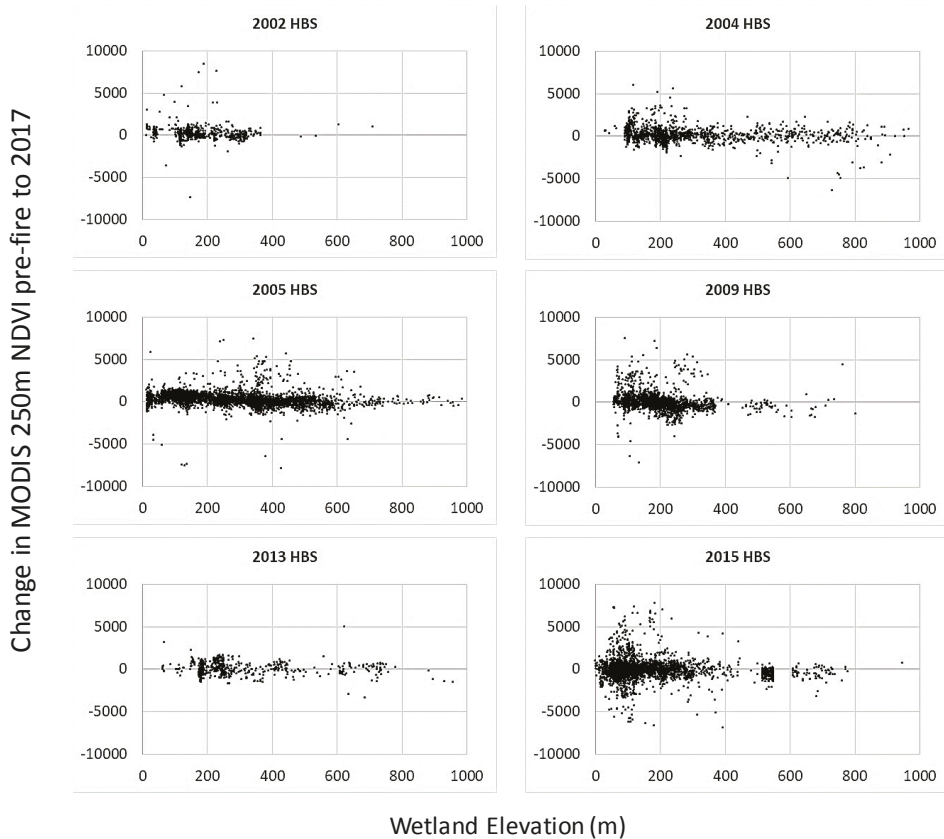 Change in MODIS 250m NDVI pre-fire to 2017
2002 HBS
10000
5000
0
-5000
-10000
0 200 400 600 800 1000
2004 HBS
10000
5000
0
-5000
-10000
0 200 400 600 800 1000
2005 HBS
10000
5000
0
-5000
-10000
0 200 400 600 800 1000
2009 HBS
10000
5000
0
-5000
-10000
0 200 400 600 800 1000
2013 HBS
10000
5000
0
-5000
-10000
0 200 400 600 800 1000
2015 HBS
10000
5000
0
-5000
-10000
0 200 400 600 800 1000
Wetland Elevation (m)